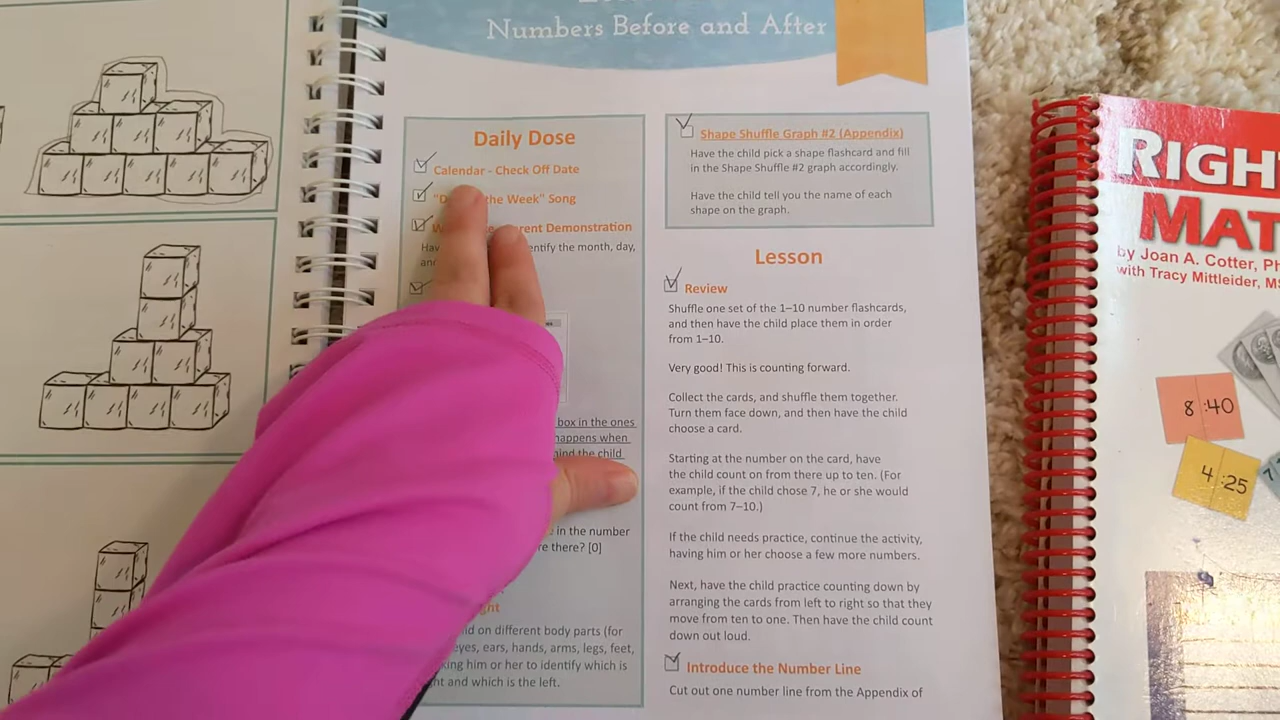 Numbers Before and After
Daily Dose
Calendar - Check Off Date
the Week" Song
Demonstration
Have
the month, day,
box in the ones
happens when
the child
in the number
there? [0]
on different body parts (for
eyes, ears, hands, arms, legs, feet,
him or her to identify which is
and which is the left.
Shape Shuffle Graph #2 (Appendix)
Have the child pick a shape flashcard and fill
in the Shape Shuffle #2 graph accordingly.
Have the child tell you the name of each
shape on the graph.
Lesson
Review
Shuffle one set of the 1–10 number flashcards,
and then have the child place them in order
from 1–10.
Very good! This is counting forward.
Collect the cards, and shuffle them together.
Turn them face down, and then have the child
choose a card.
Starting at the number on the card, have
the child count on from there up to ten. (For
example, if the child chose 7, he or she would
count from 7–10.)
If the child needs practice, continue the activity,
having him or her choose a few more numbers.
Next, have the child practice counting down by
arranging the cards from left to right so that they
move from ten to one. Then have the child count
down out loud.
Introduce the Number Line
Cut out one number line from the Appendix of
RIGH
MAT
by Joan A. Cotter, Ph
with Tracy Mittleider, MS
8 :40
4 :25
7